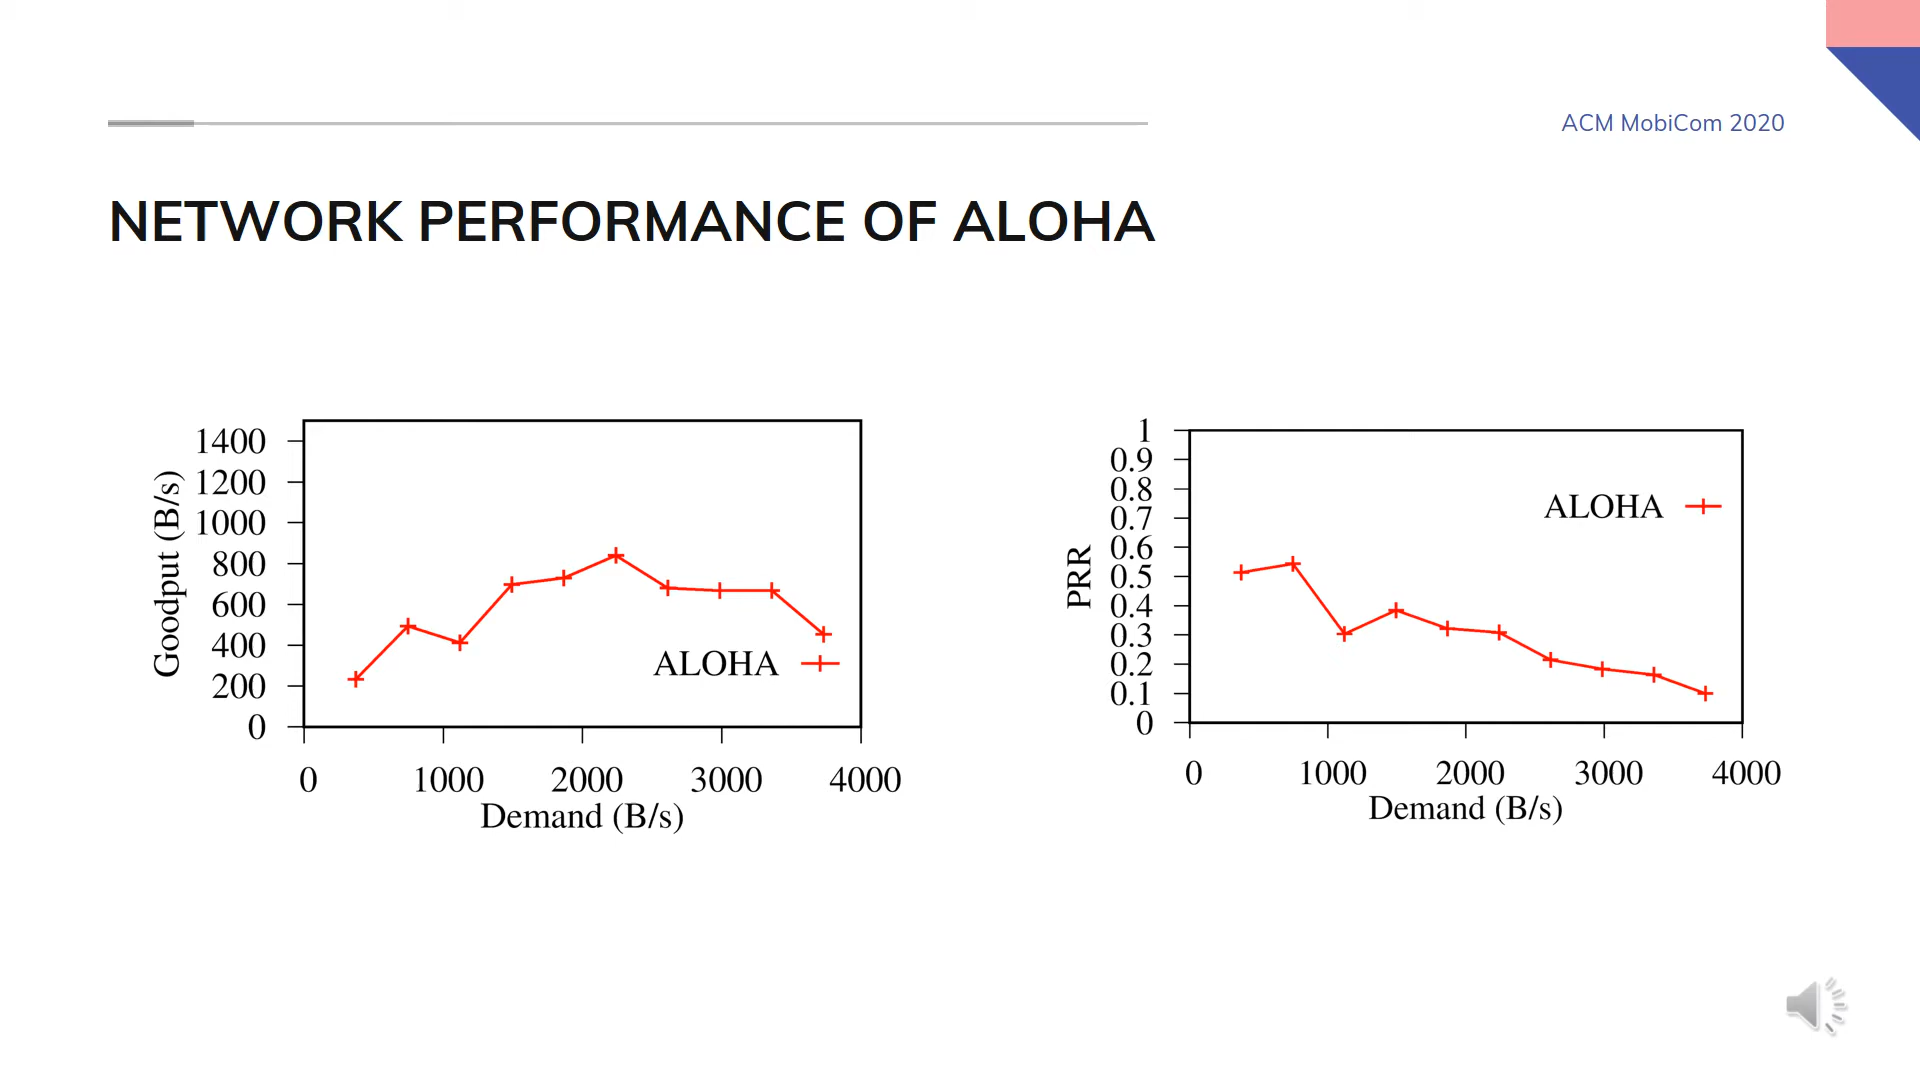 ACM MobiCom 2020
NETWORK PERFORMANCE OF ALOHA
Goodput (B/s)
1400
1200
1000
800
600
400
200
0
ALOHA
0 1000 2000 3000 4000
Demand (B/s)
PRR
1
0.9
0.8
0.7
0.6
0.5
0.4
0.3
0.2
0.1
0
ALOHA
0 1000 2000 3000 4000
Demand (B/s)